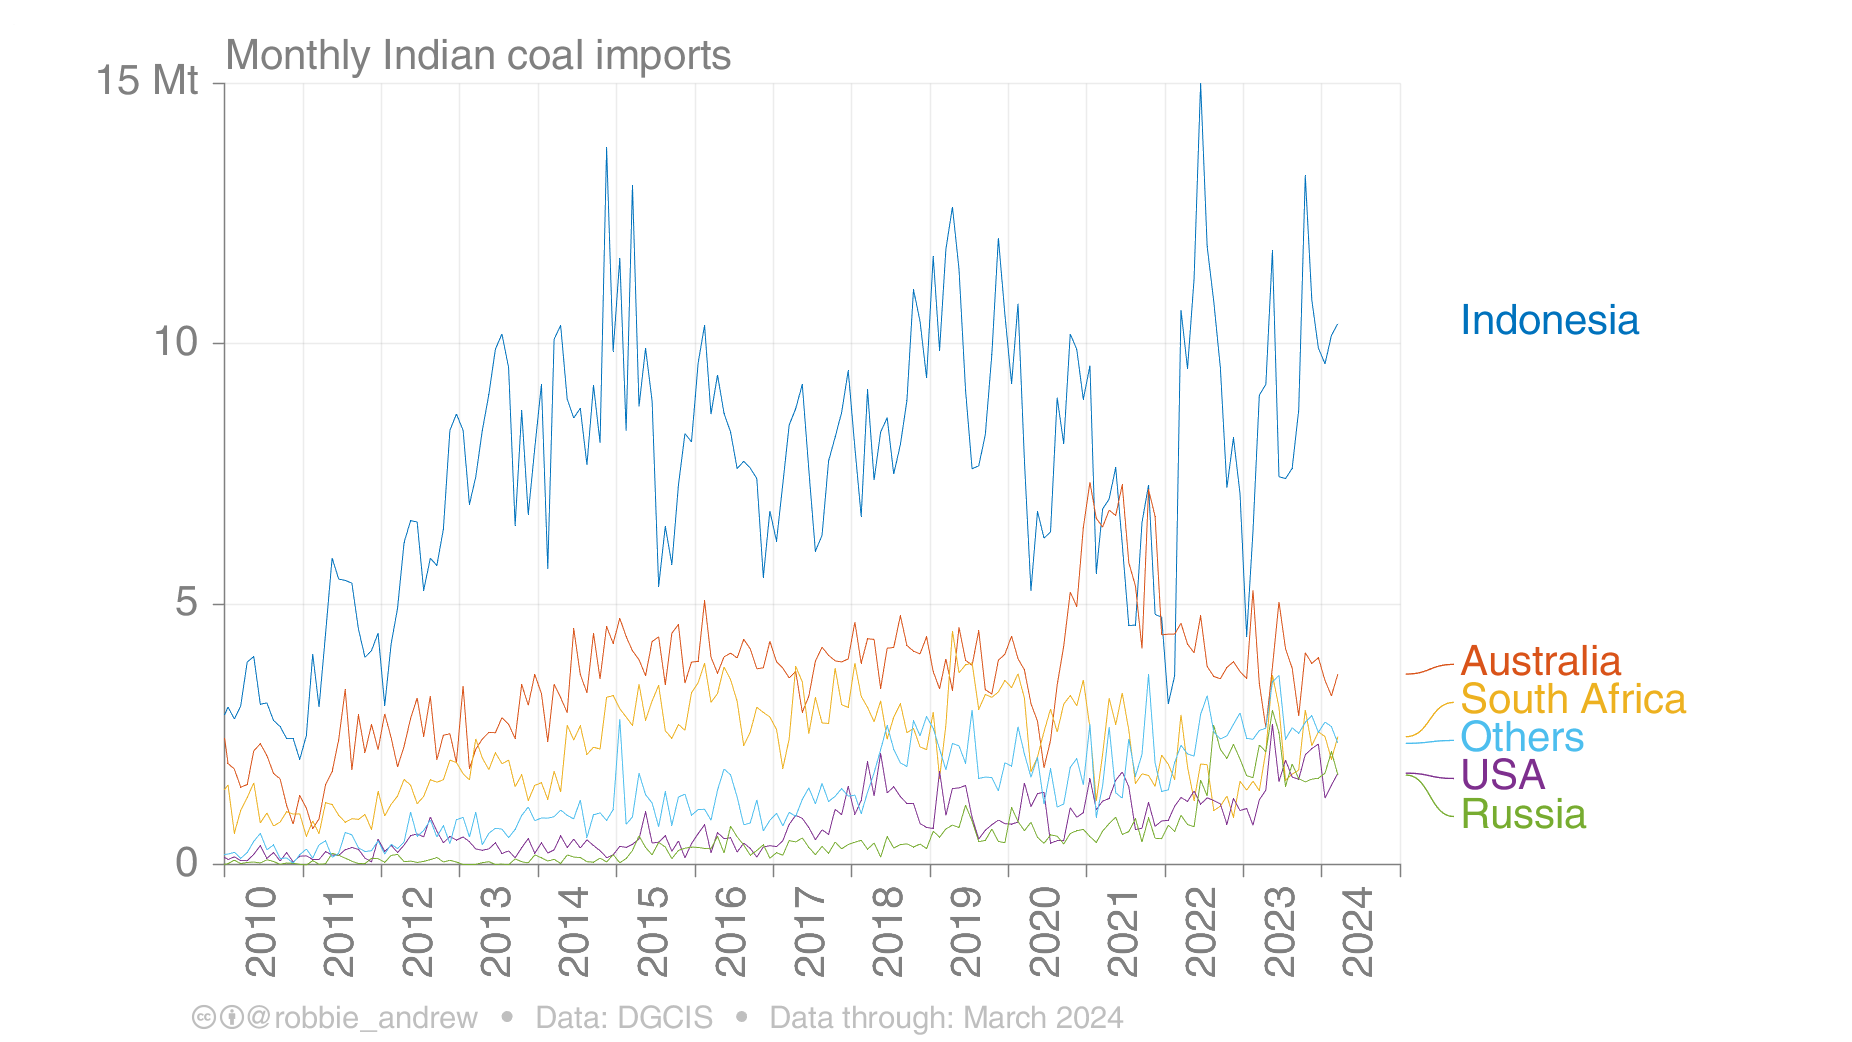 Monthly Indian coal imports
15 Mt
10
5
0
Indonesia
Australia
South Africa
Others
USA
Russia
2010
2011
2012
2013
2014
2015
2016
2017
2018
2019
2020
2021
2022
2023
2024
cc @robbie_andrew • Data: DGCIS • Data through: March 2024